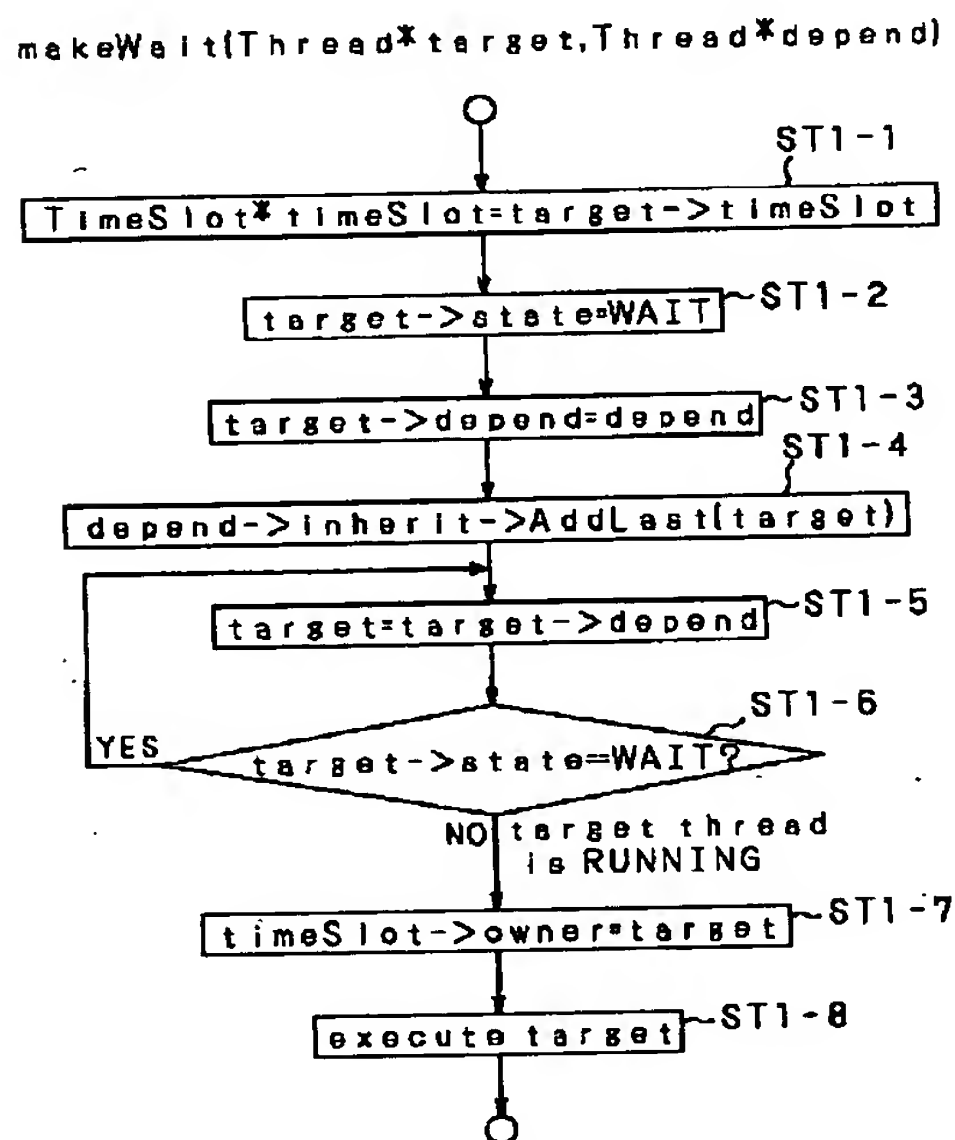 makeWait(Thread*target,Thread*depend)
ST1-1
TimeSlot*timeSlot=target->timeSlot
target->state=WAIT
ST1-2
target->depend=depend
ST1-3
ST1-4
depend->inherit->AddLast(target)
target=target->depend
ST1-5
ST1-6
YES
target->state==WAIT?
NO target thread
is RUNNING
timeSlot->owner=target
ST1-7
execute target
ST1-8